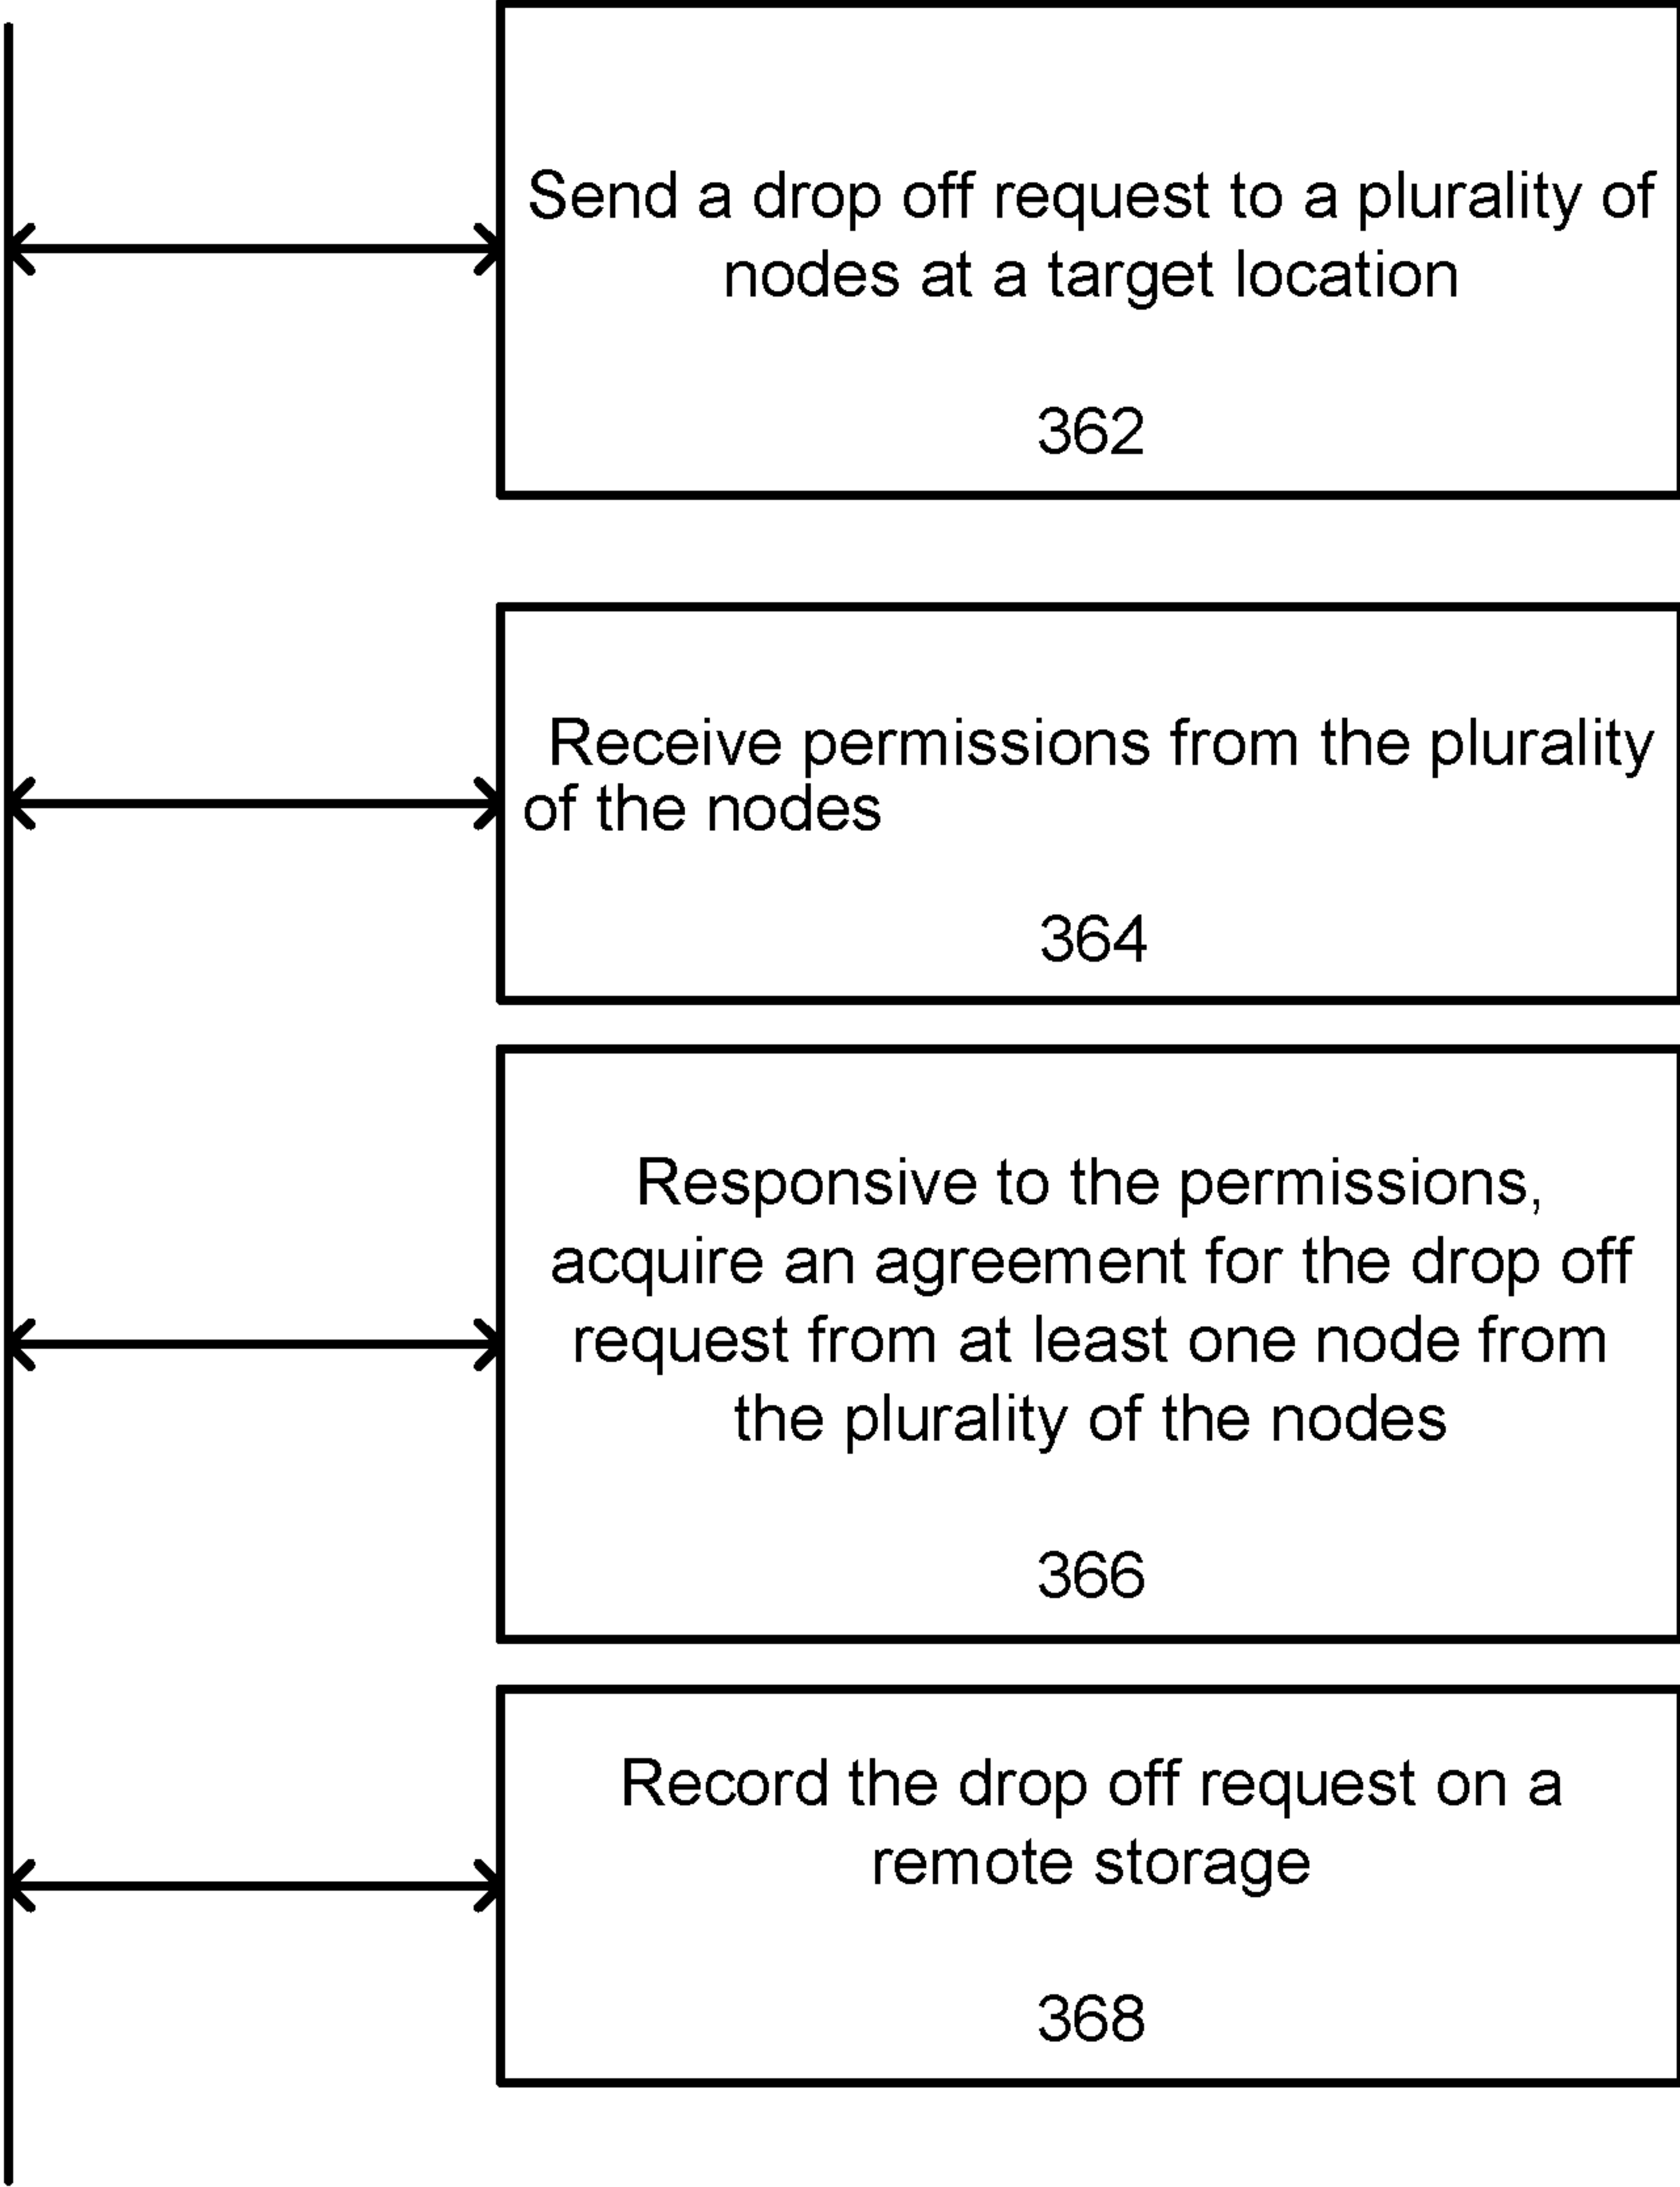 Send a drop off request to a plurality of
nodes at a target location
362
Receive permissions from the plurality
of the nodes
364
Responsive to the permissions,
acquire an agreement for the drop off
request from at least one node from
the plurality of the nodes
366
Record the drop off request on a
remote storage
368